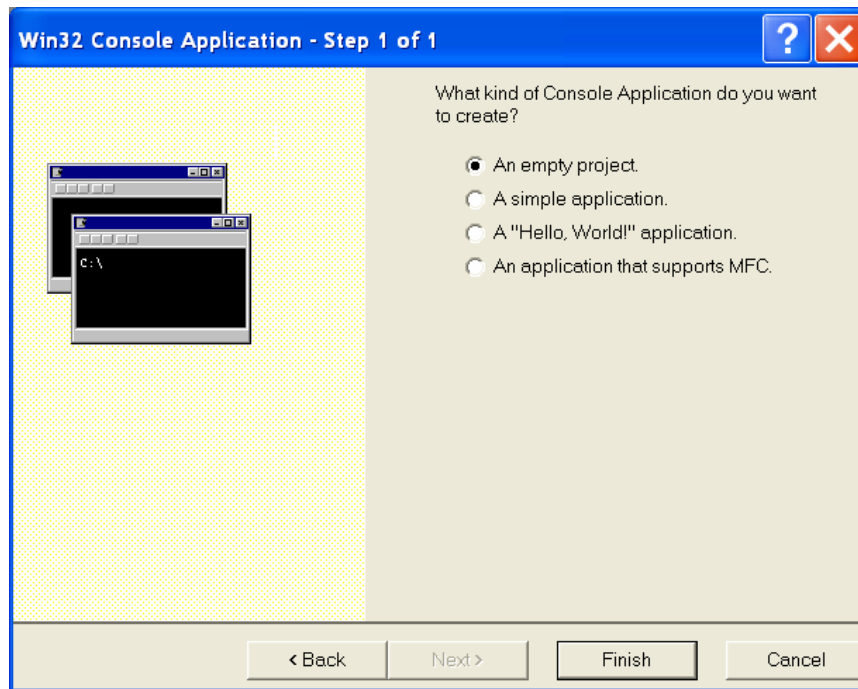 Win32 Console Application - Step 1 of 1
?
What kind of Console Application do you want
to create?
An empty project.
A simple application.
A "Hello, World!" application.
An application that supports MFC.
C:\
< Back
Next >
Finish
Cancel